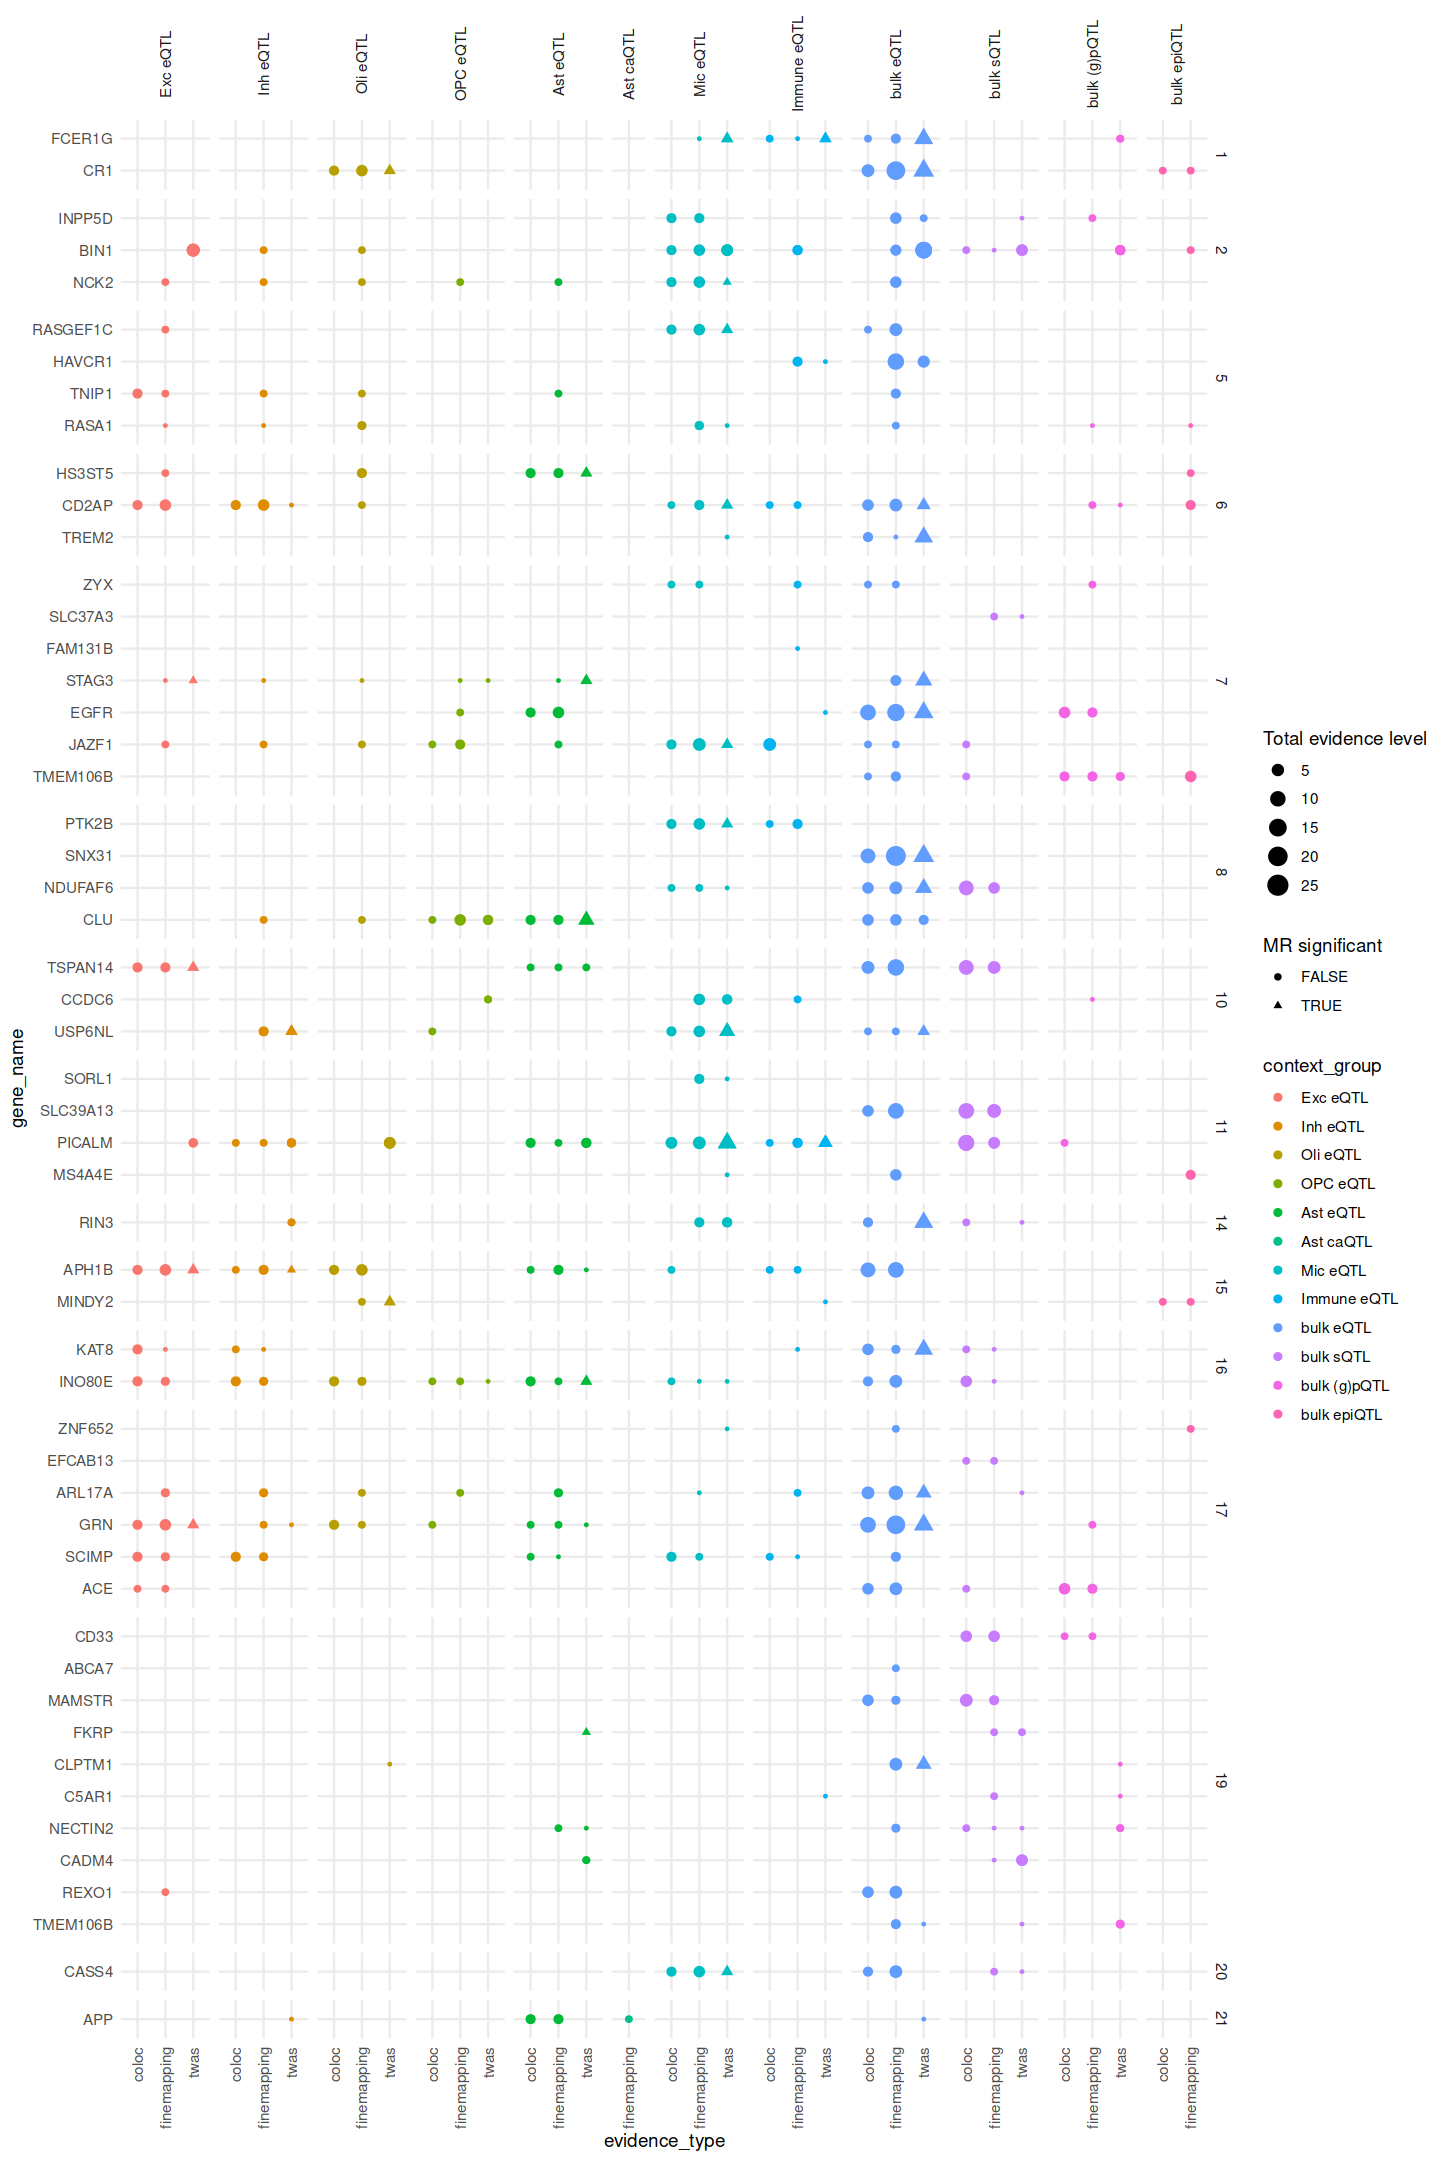 Exc eQTL
Inh eQTL
Oli eQTL
OPC eQTL
Ast eQTL
Ast caQTL
Mic eQTL
Immune eQTL
bulk eQTL
bulk sQTL
bulk (g)pQTL
bulk epiQTL
FCER1G
CR1
1
INPP5D
BIN1
NCK2
2
RASGEF1C
HAVCR1
TNIP1
RASA1
5
HS3ST5
CD2AP
TREM2
6
ZYX
SLC37A3
FAM131B
STAG3
EGFR
JAZF1
TMEM106B
7
PTK2B
SNX31
NDUFAF6
CLU
8
TSPAN14
CCDC6
USP6NL
10
SORL1
SLC39A13
PICALM
MS4A4E
11
RIN3
14
APH1B
MINDY2
15
KAT8
INO80E
16
ZNF652
EFCAB13
ARL17A
GRN
SCIMP
ACE
17
CD33
ABCA7
MAMSTR
FKRP
CLPTM1
C5AR1
NECTIN2
CADM4
REXO1
TMEM106B
19
CASS4
20
APP
21
gene_name
coloc
finemapping
twas
coloc
finemapping
twas
coloc
finemapping
twas
coloc
finemapping
twas
coloc
finemapping
twas
finemapping
coloc
finemapping
twas
coloc
finemapping
twas
coloc
finemapping
twas
coloc
finemapping
twas
coloc
finemapping
twas
coloc
finemapping
evidence_type
Total evidence level
5
10
15
20
25
MR significant
FALSE
TRUE
context_group
Exc eQTL
Inh eQTL
Oli eQTL
OPC eQTL
Ast eQTL
Ast caQTL
Mic eQTL
Immune eQTL
bulk eQTL
bulk sQTL
bulk (g)pQTL
bulk epiQTL